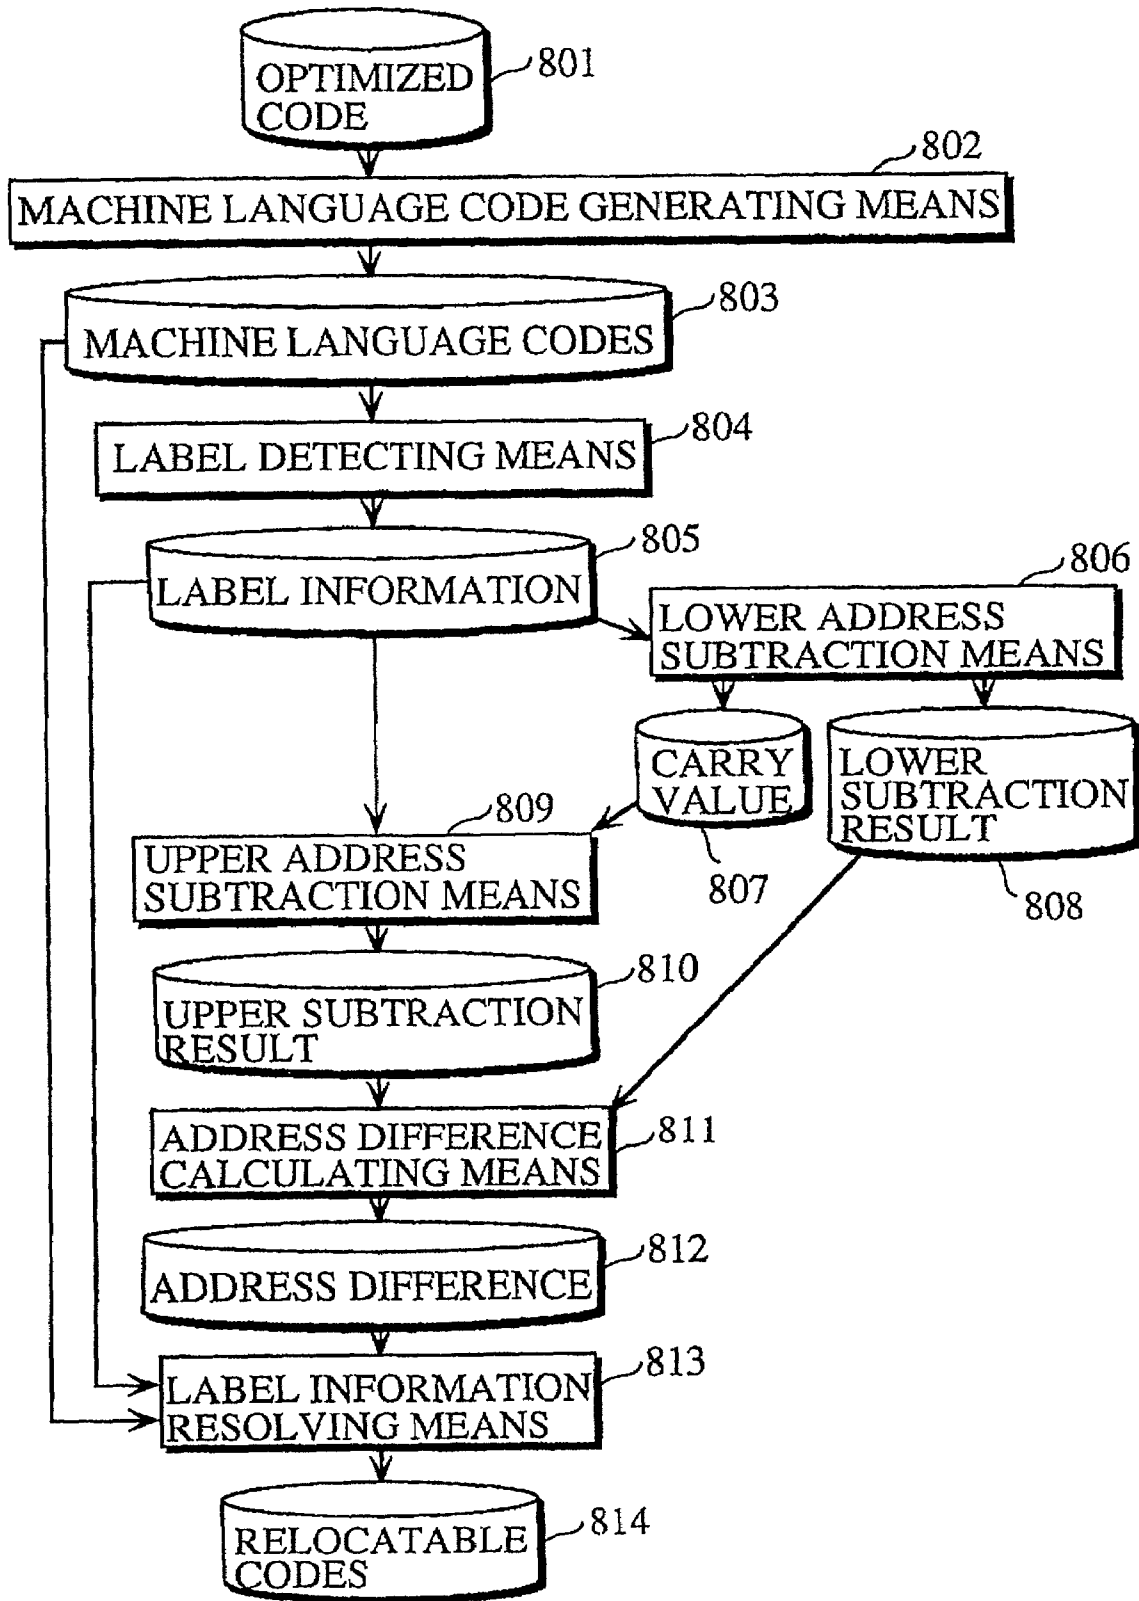 OPTIMIZED
CODE
801
802
MACHINE LANGUAGE CODE GENERATING MEANS
803
MACHINE LANGUAGE CODES
804
LABEL DETECTING MEANS
805
LABEL INFORMATION
806
LOWER ADDRESS
SUBTRACTION MEANS
CARRY
VALUE
807
LOWER
SUBTRACTION
RESULT
808
809
UPPER ADDRESS
SUBTRACTION MEANS
810
UPPER SUBTRACTION
RESULT
ADDRESS DIFFERENCE
CALCULATING MEANS
811
812
ADDRESS DIFFERENCE
813
LABEL INFORMATION
RESOLVING MEANS
RELOCATABLE
CODES
814